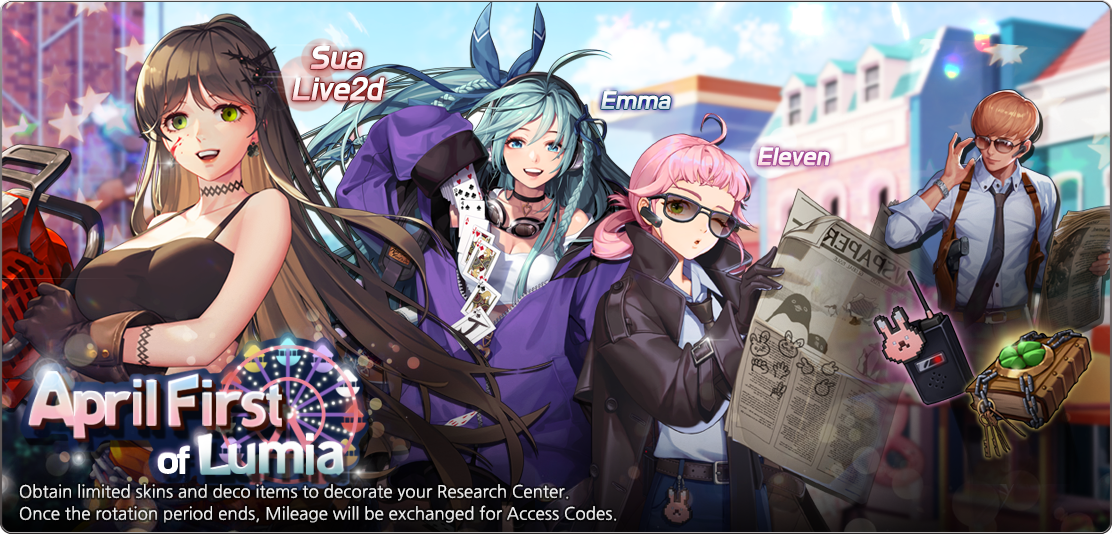 Sua
Live2d
Emma
Eleven
April First
of Lumia
Obtain limited skins and deco items to decorate your Research Center.
Once the rotation period ends, Mileage will be exchanged for Access Codes.